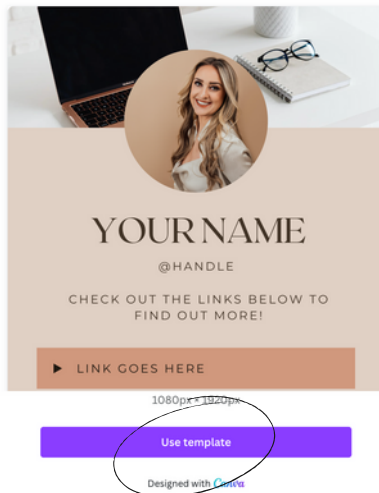 YOUR NAME
@HANDLE
CHECK OUT THE LINKS BELOW TO
FIND OUT MORE!
LINK GOES HERE
1080px • 1920px
Use template
Designed with Canva